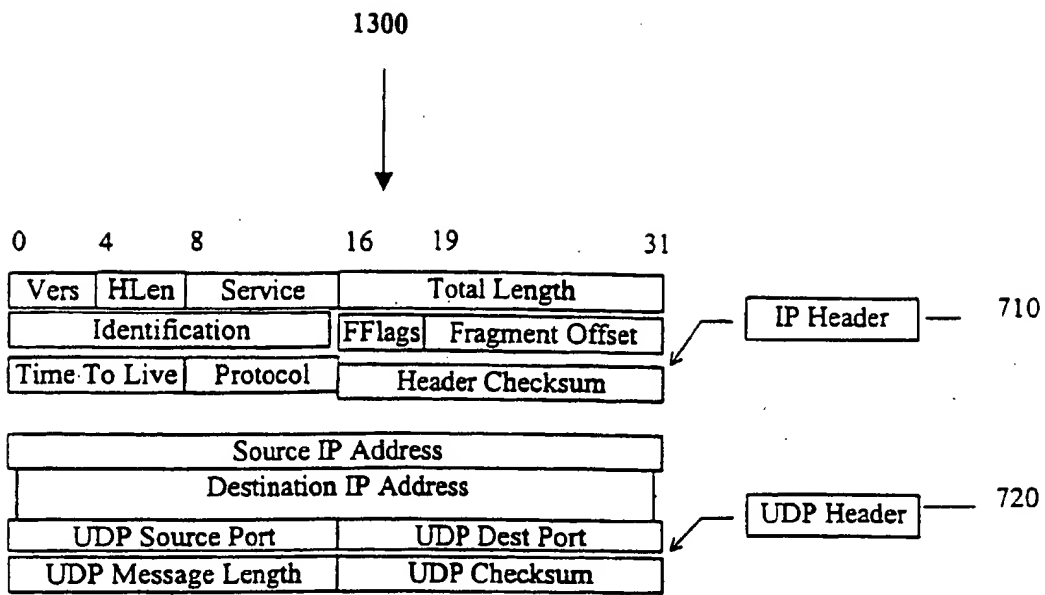 1300
0 4 8 16 19 31
Vers HLen Service Total Length
Identification FFlags Fragment Offset
IP Header 710
Time To Live Protocol Header Checksum
Source IP Address
Destination IP Address
UDP Header 720
UDP Source Port UDP Dest Port
UDP Message Length UDP Checksum